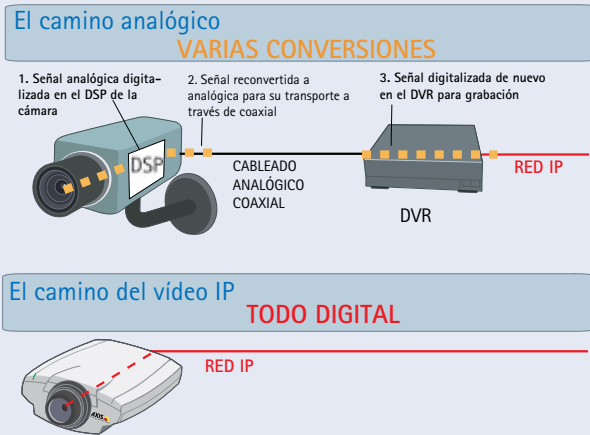 El camino analógico
VARIAS CONVERSIONES
1. Señal analógica digita-
lizada en el DSP de la
cámara
2. Señal reconvertida a
analógica para su transporte a
través de coaxial
3. Señal digitalizada de nuevo
en el DVR para grabación
DSP
CABLEADO
ANALÓGICO
COAXIAL
RED IP
DVR
El camino del vídeo IP
TODO DIGITAL
RED IP
AXIS